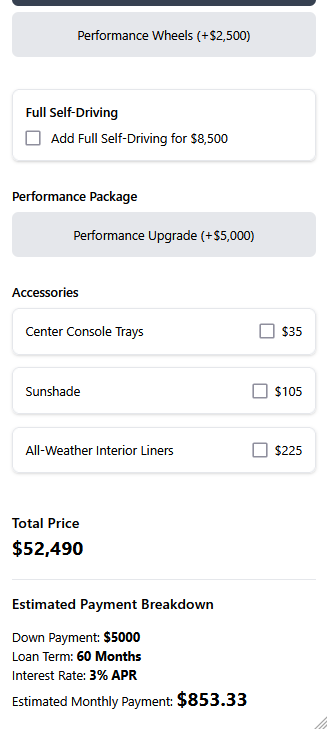 Performance Wheels (+$2,500)
Full Self-Driving
Add Full Self-Driving for $8,500
Performance Package
Performance Upgrade (+$5,000)
Accessories
Center Console Trays $35
Sunshade $105
All-Weather Interior Liners $225
Total Price
$52,490
Estimated Payment Breakdown
Down Payment: $5000
Loan Term: 60 Months
Interest Rate: 3% APR
Estimated Monthly Payment: $853.33